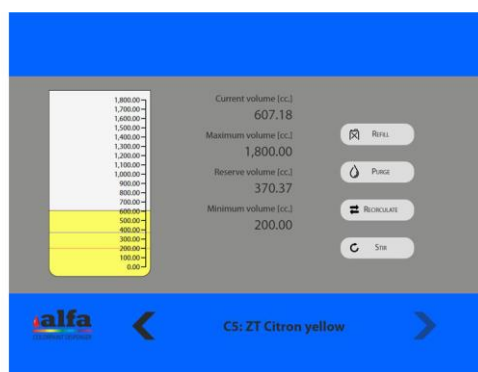 1,800.00
1,700.00
1,600.00
1,500.00
1,400.00
1,300.00
1,200.00
1,100.00
1,000.00
900.00
800.00
700.00
600.00
500.00
400.00
300.00
200.00
100.00
0.00
Current volume [cc.]
607.18
Maximum volume [cc.]
1,800.00
Reserve volume [cc.]
370.37
Minimum volume [cc.]
200.00
Refill
Purge
Recirculate
Stir
alfa
COLORANT DISPENSER
C5: ZT Citron yellow